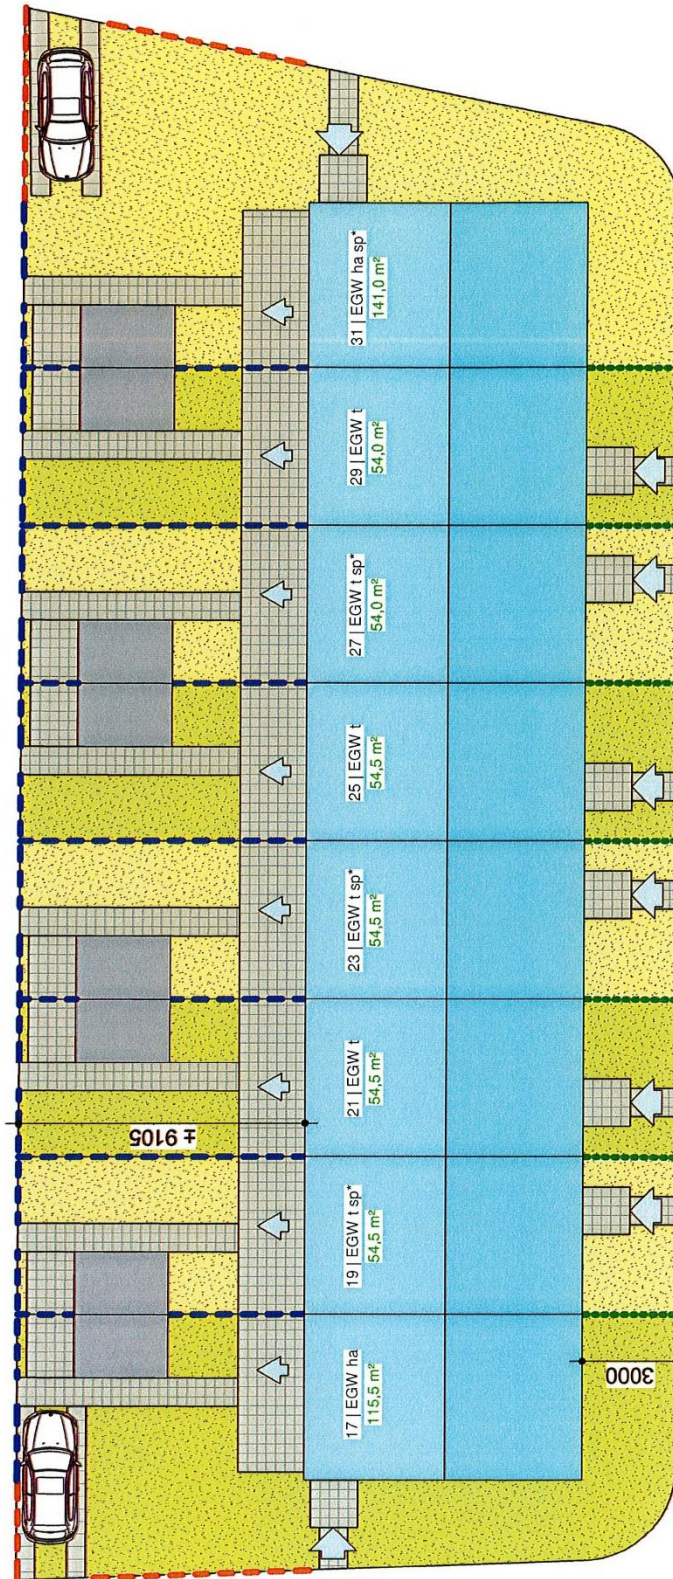 31 | EGW ha sp*
141,0 m²
29 | EGW t
54,0 m²
27 | EGW t sp*
54,0 m²
25 | EGW t
54,5 m²
23 | EGW t sp*
54,5 m²
21 | EGW t
54,5 m²
± 9105
19 | EGW t sp*
54,5 m²
17 | EGW ha
115,5 m²
3000